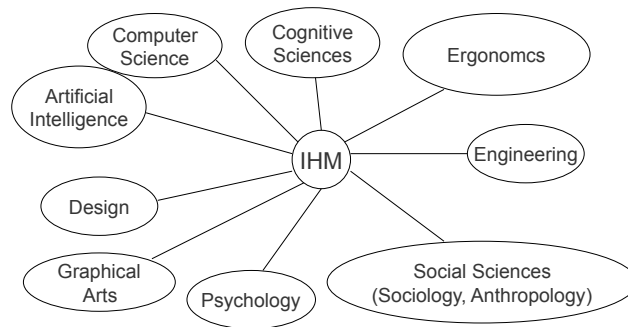 Computer
Science
Cognitive
Sciences
Ergonomcs
Artificial
Intelligence
IHM
Engineering
Design
Graphical
Arts
Psychology
Social Sciences
(Sociology, Anthropology)